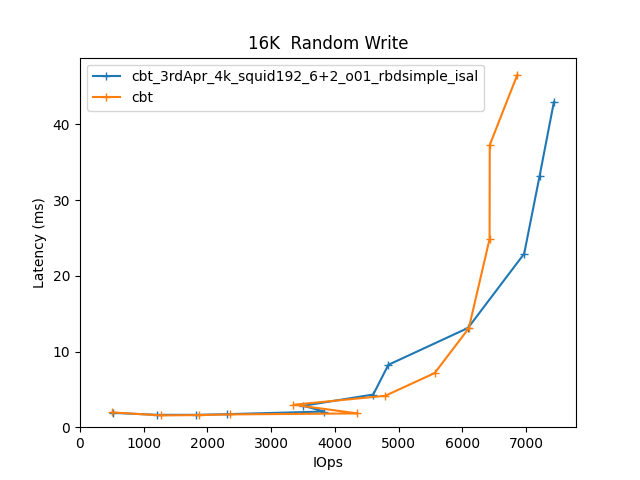 16K  Random Write
cbt_3rdApr_4k_squid192_6+2_o01_rbdsimple_isal
cbt
40
30
20
10
0
Latency (ms)
0 1000 2000 3000 4000 5000 6000 7000
IOps